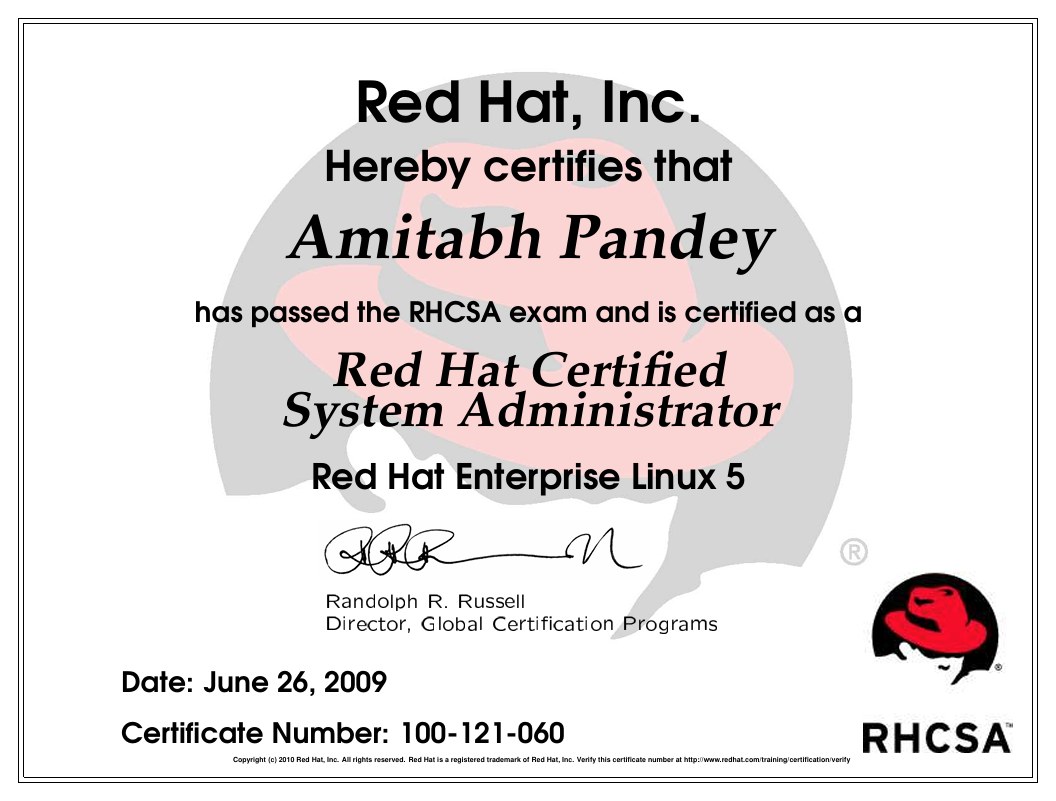 Red Hat, Inc.
Hereby certifies that
Amitabh Pandey
has passed the RHCSA exam and is certified as a
Red Hat Certified
System Administrator
Red Hat Enterprise Linux 5
®
Randolph R. Russell
Director, Global Certification Programs
®
Date: June 26, 2009
Certificate Number: 100-121-060
RHCSA™
Copyright (c) 2010 Red Hat, Inc. All rights reserved. Red Hat is a registered trademark of Red Hat, Inc. Verify this certificate number at http://www.redhat.com/training/certification/verify